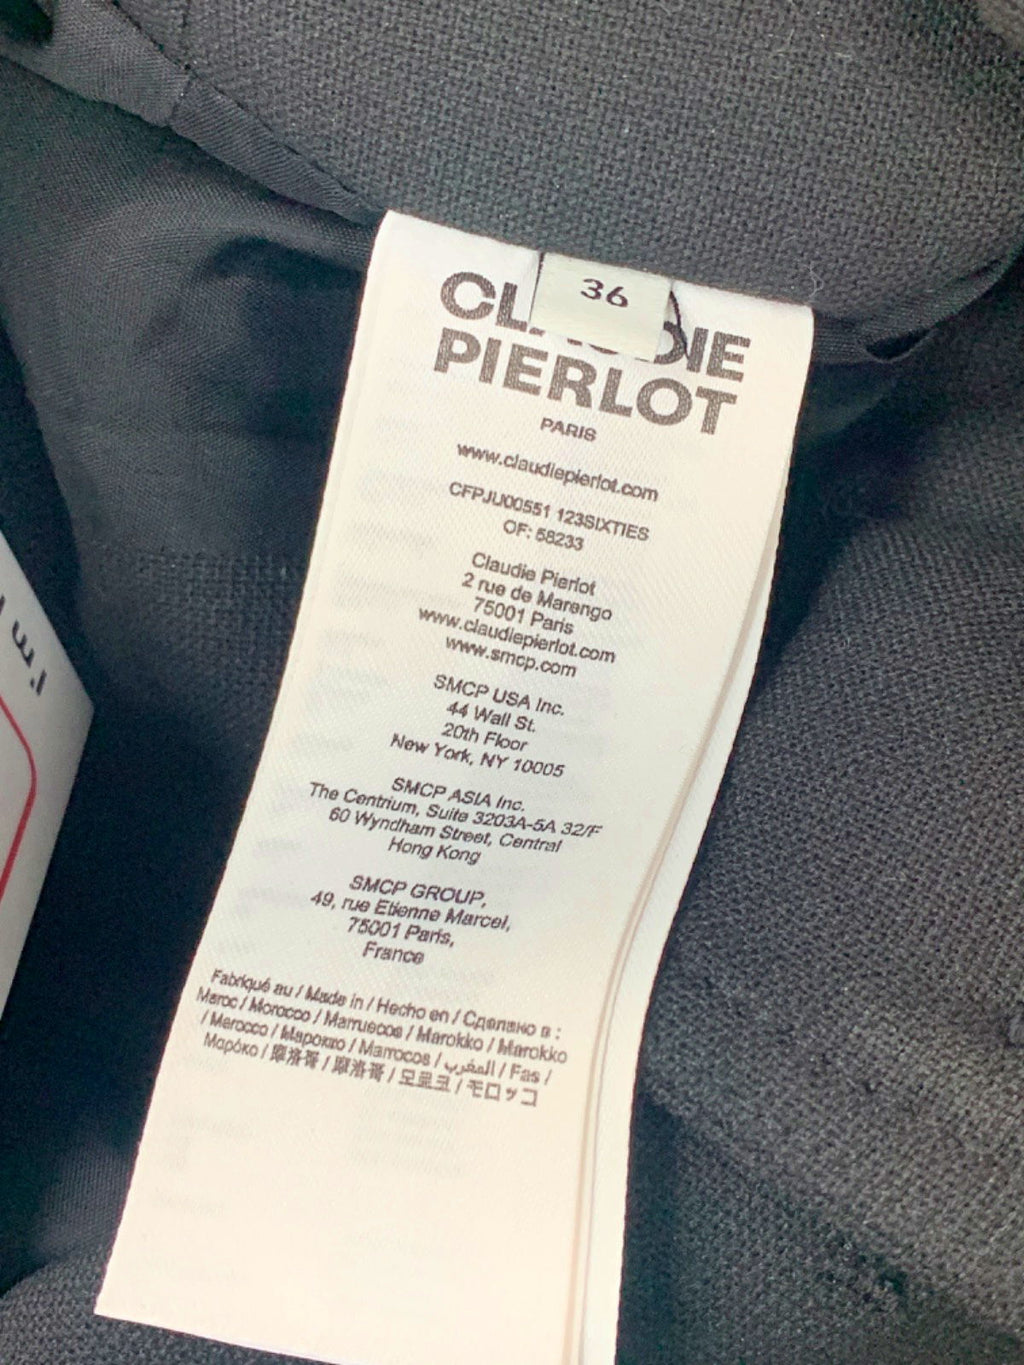 36
CLAUDIE
PIERLOT
PARIS
www.claudiepierlot.com
CFPJU00551 123SIXTIES
OF: 58233
Claudie Pierlot
2 rue de Marengo
75001 Paris
www.claudiepierlot.com
www.smcp.com
SMCP USA Inc.
44 Wall St.
20th Floor
New York, NY 10005
SMCP ASIA Inc.
The Centrium, Suite 3203A-5A 32/F
60 Wyndham Street, Central
Hong Kong
SMCP GROUP,
49, rue Etienne Marcel,
75001 Paris,
France
Fabriqué au / Made in / Hecho en / Сделано в :
Maroc / Morocco / Marruecos / Marokko / Marokko
/ Marocco / Марокко / Marrocos / المغرب / Fas /
Μαρόκο / 摩洛哥 / 摩洛哥 / 모로코 / モロッコ
I'm